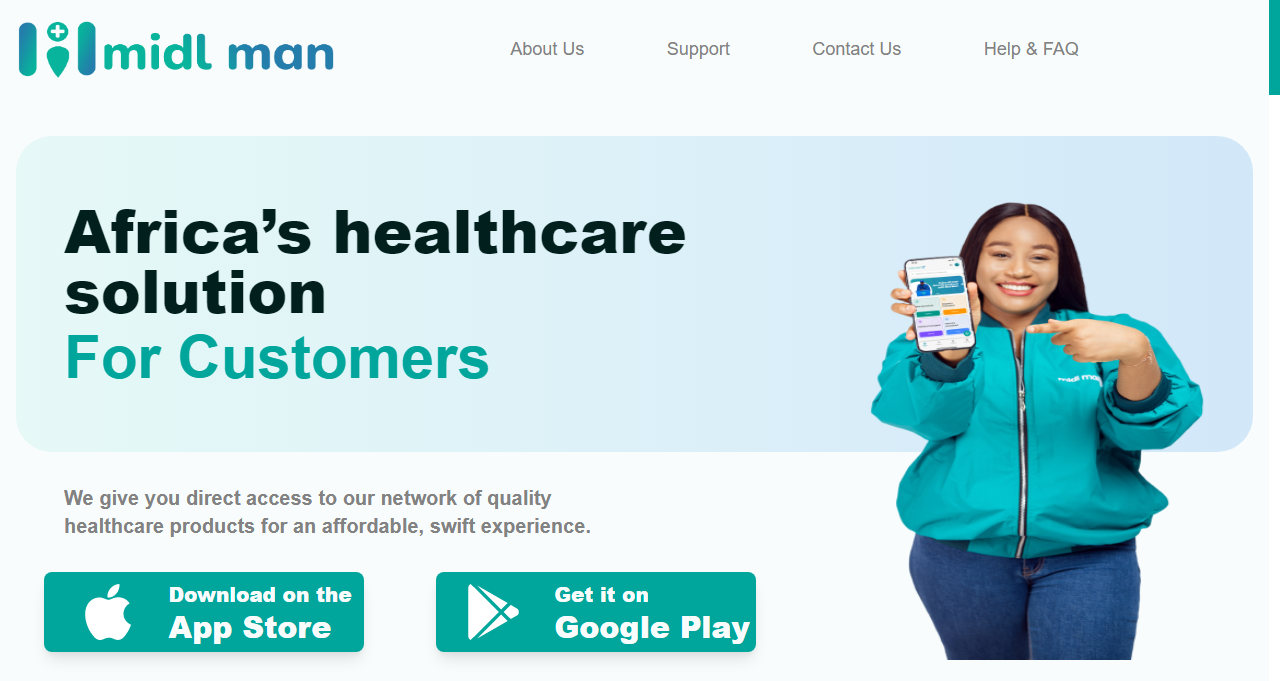 midl man
About Us
Support
Contact Us
Help & FAQ
Africa’s healthcare
solution
For Customers
midl man
We give you direct access to our network of quality
healthcare products for an affordable, swift experience.
Download on the
App Store
Get it on
Google Play